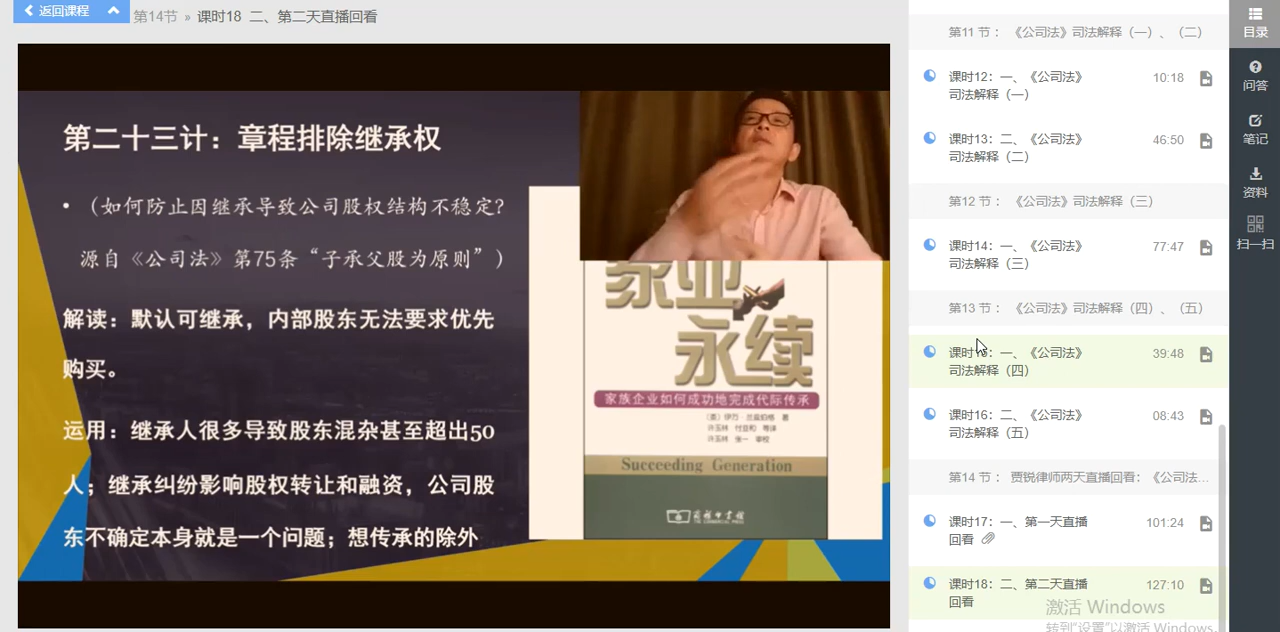 返回课程
第14节 » 课时18 二、第二天直播回看
第二十三计：章程排除继承权
• （如何防止因继承导致公司股权结构不稳定?
源自《公司法》第75条“子承父股为原则”）
解读：默认可继承，内部股东无法要求优先
购买。
运用：继承人很多导致股东混杂甚至超出50
人；继承纠纷影响股权转让和融资，公司股
东不确定本身就是一个问题；想传承的除外
家业
永续
家族企业如何成功地完成代际传承
Succeeding Generation
商务印书馆
第11 节： 《公司法》司法解释（一）、（二）
课时12：一、《公司法》 10:18
司法解释（一）
课时13：二、《公司法》 46:50
司法解释（二）
第12 节： 《公司法》司法解释（三）
课时14：一、《公司法》 77:47
司法解释（三）
第13 节： 《公司法》司法解释（四）、（五）
课时 ：一、《公司法》 39:48
司法解释（四）
课时16：二、《公司法》 08:43
司法解释（五）
第14 节： 贾锐律师两天直播回看：《公司法...
课时17：一、第一天直播 101:24
回看
课时18：二、第二天直播 127:10
回看
激活 Windows
转到“设置”以激活 Windows。
目录
问答
笔记
资料
扫一扫